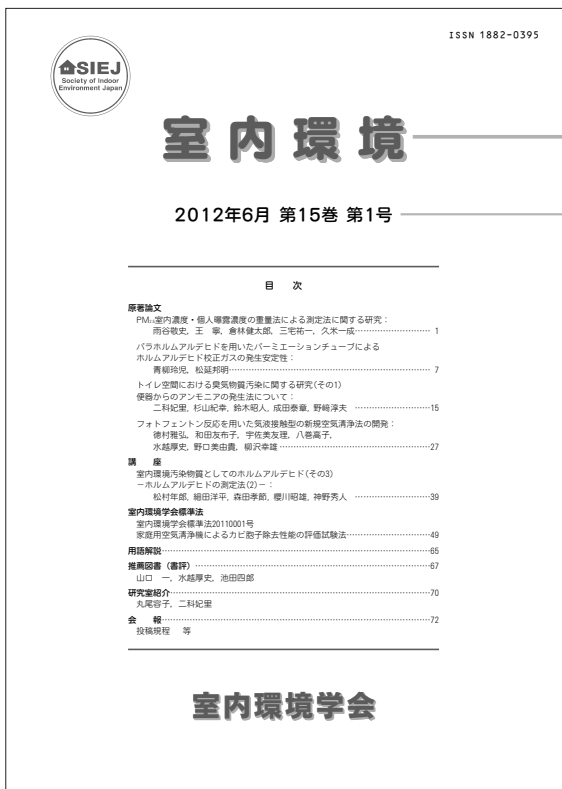 ISSN 1882-0395
SIEJ
Society of Indoor
Environment Japan
室内環境
2012年6月 第15巻 第1号
目 次
原著論文
PM2.5室内濃度・個人曝露濃度の重量法による測定法に関する研究:
雨谷敬史, 王 寧, 倉林健太郎, 三宅祐一, 久米一成……………………… 1
パラホルムアルデヒドを用いたパーミエーションチューブによる
ホルムアルデヒド校正ガスの発生安定性:
青柳玲児, 松延邦明…………………………………………………… 7
トイレ空間における臭気物質汚染に関する研究(その1)
便器からのアンモニアの発生法について:
二科妃里, 杉山紀幸, 鈴木昭人, 成田泰章, 野﨑淳夫 ………………………15
フォトフェントン反応を用いた気液接触型の新規空気清浄法の開発:
徳村雅弘, 和田友布子, 宇佐美友理, 八巻高子,
水越厚史, 野口美由貴, 柳沢幸雄………………………………………………27
講 座
室内環境汚染物質としてのホルムアルデヒド(その3)
-ホルムアルデヒドの測定法(2)-:
松村年郎, 細田洋平, 森田孝節, 櫻川昭雄, 神野秀人 ………………………39
室内環境学会標準法
室内環境学会標準法20110001号
家庭用空気清浄機によるカビ胞子除去性能の評価試験法…………………………49
用語解説…………………………………………………………………………65
推薦図書(書評)…………………………………………………………………67
山口 一, 水越厚史, 池田四郎
研究室紹介………………………………………………………………………70
丸尾容子, 二科妃里
会 報……………………………………………………………………………72
投稿規程 等
室内環境学会